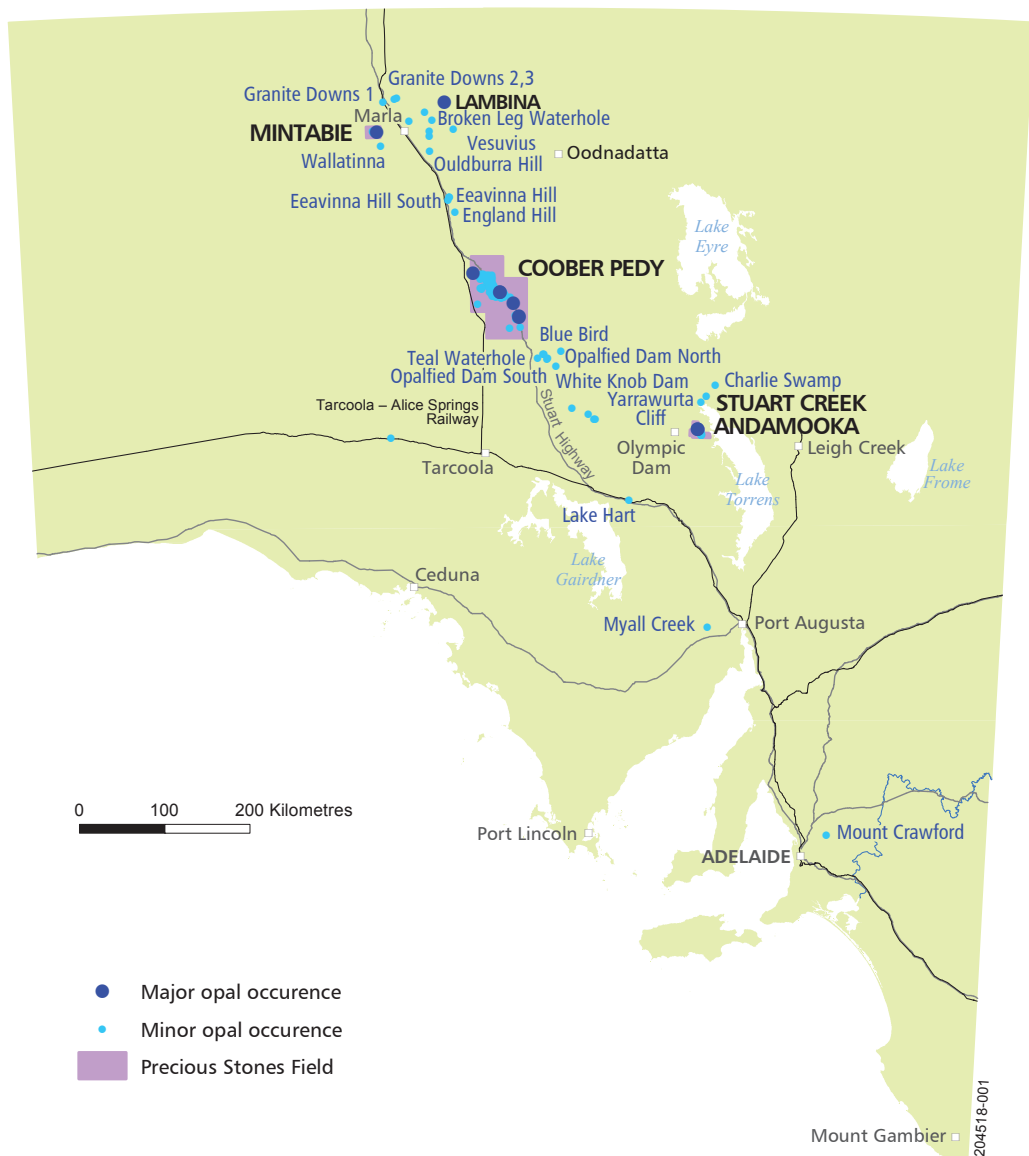 Granite Downs 2,3
Granite Downs 1
LAMBINA
Marla
Broken Leg Waterhole
MINTABIE
Vesuvius
Oodnadatta
Wallatinna
Ouldburra Hill
Eeavinna Hill South
Eeavinna Hill
England Hill
Lake
Eyre
COOBER PEDY
Blue Bird
Teal Waterhole
Opalfied Dam North
Opalfied Dam South
White Knob Dam
Charlie Swamp
Yarrawurta
Cliff
STUART CREEK
ANDAMOOKA
Tarcoola – Alice Springs
Railway
Stuart Highway
Olympic
Dam
Leigh Creek
Tarcoola
Lake
Torrens
Lake
Frome
Lake Hart
Lake
Gairdner
Ceduna
Myall Creek
Port Augusta
0 100 200 Kilometres
Port Lincoln
Mount Crawford
ADELAIDE
Major opal occurence
Minor opal occurence
Precious Stones Field
Mount Gambier
204518-001